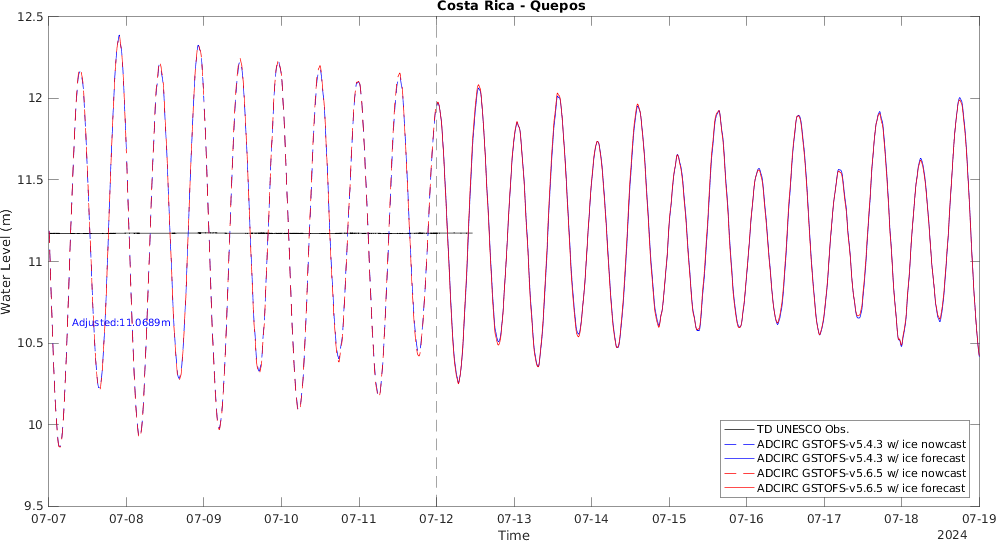 Costa Rica - Quepos
12.5
12
11.5
11
10.5
10
9.5
Water Level (m)
Adjusted:11.0689m
TD UNESCO Obs.
ADCIRC GSTOFS-v5.4.3 w/ ice nowcast
ADCIRC GSTOFS-v5.4.3 w/ ice forecast
ADCIRC GSTOFS-v5.6.5 w/ ice nowcast
ADCIRC GSTOFS-v5.6.5 w/ ice forecast
07-07 07-08 07-09 07-10 07-11 07-12 07-13 07-14 07-15 07-16 07-17 07-18 07-19
Time
2024